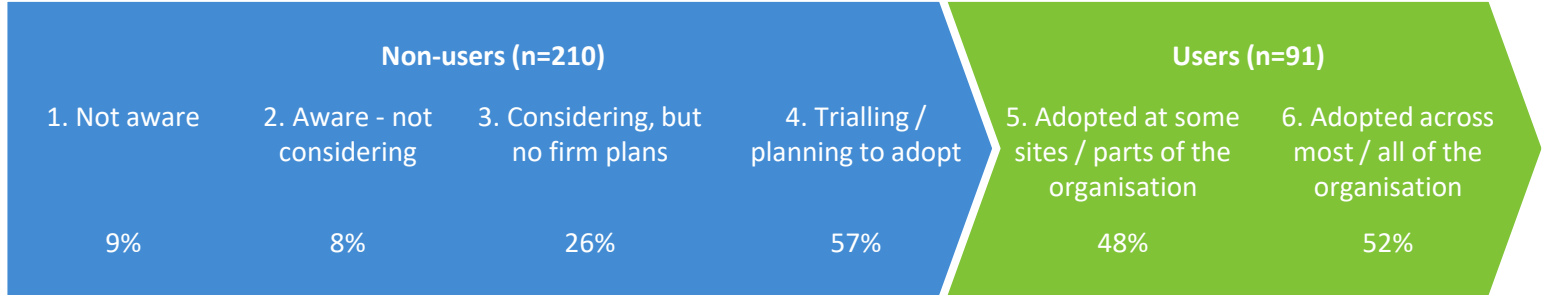 Non-users (n=210)
1. Not aware
9%
2. Aware - not
considering
8%
3. Considering, but
no firm plans
26%
4. Trialling /
planning to adopt
57%
Users (n=91)
5. Adopted at some
sites / parts of the
organisation
48%
6. Adopted across
most / all of the
organisation
52%